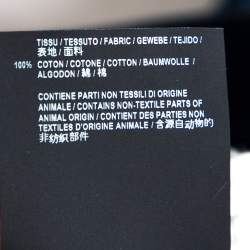 TISSU / TESSUTO / FABRIC / GEWEBE / TEJIDO /
表地 / 面料
100% COTON / COTONE / COTTON / BAUMWOLLE /
ALGODON / 綿 / 棉
CONTIENE PARTI NON TESSILI DI ORIGINE
ANIMALE / CONTAINS NON-TEXTILE PARTS OF
ANIMAL ORIGIN / CONTIENT DES PARTIES NON
TEXTILES D'ORIGINE ANIMALE / 含源自动物的
非纺织部件